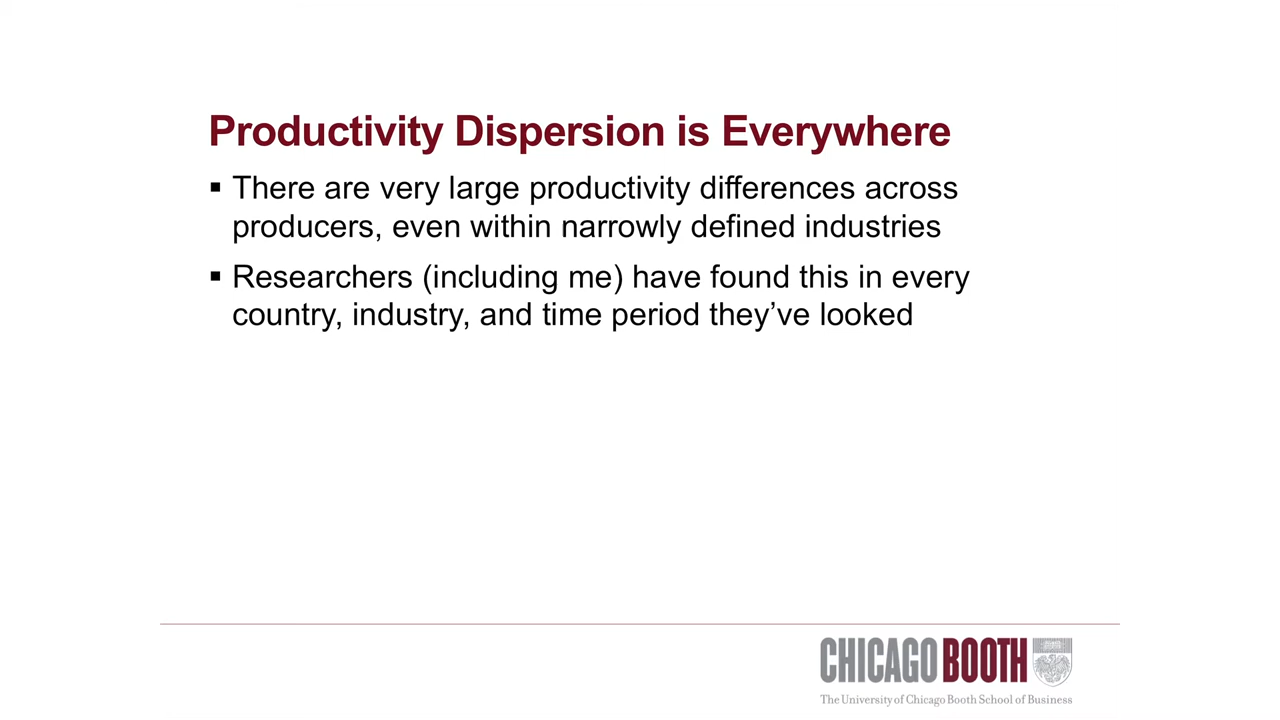 Productivity Dispersion is Everywhere
▪ There are very large productivity differences across
producers, even within narrowly defined industries
▪ Researchers (including me) have found this in every
country, industry, and time period they’ve looked
CHICAGO BOOTH
The University of Chicago Booth School of Business